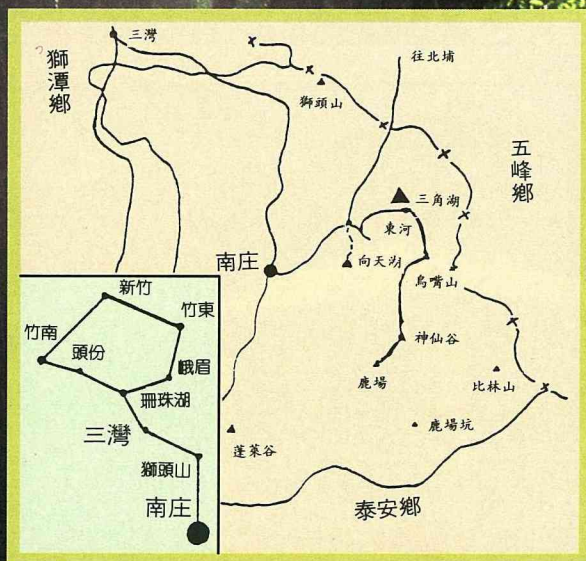 三灣
獅潭鄉
往北埔
獅頭山
五峰鄉
三角湖
東河
南庄
向天湖
鳥嘴山
神仙谷
鹿場
比林山
鹿場坑
蓬萊谷
泰安鄉
新竹
竹東
竹南
頭份
峨眉
珊珠湖
三灣
獅頭山
南庄